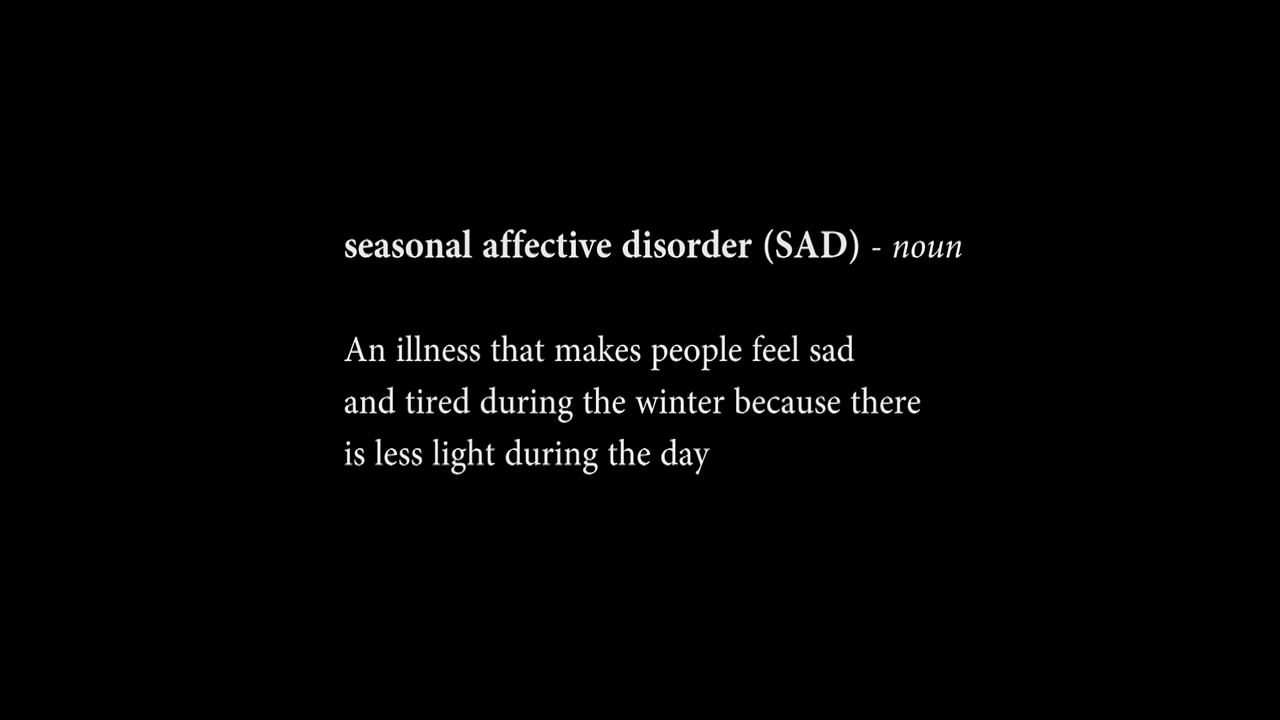 seasonal affective disorder (SAD) - noun
An illness that makes people feel sad
and tired during the winter because there
is less light during the day